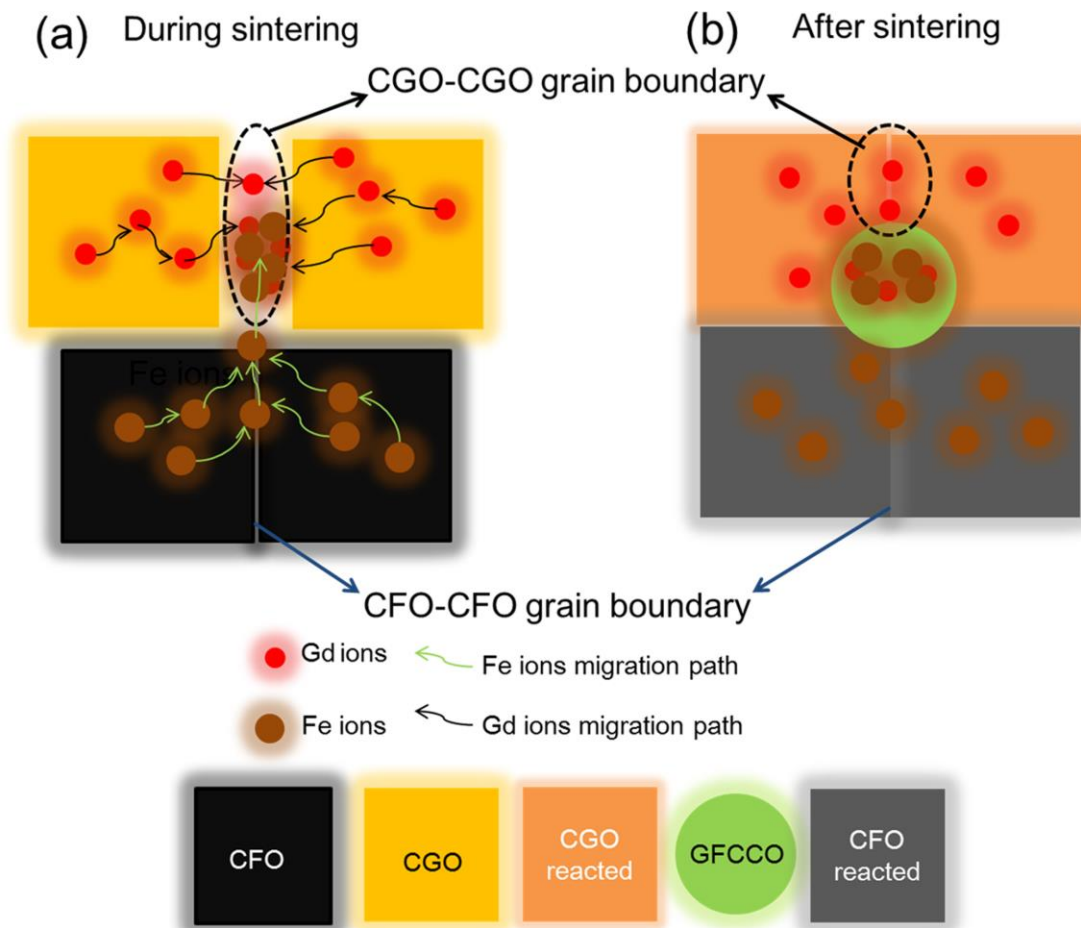 (a) During sintering
(b) After sintering
CGO-CGO grain boundary
Fe ions
CFO-CFO grain boundary
Gd ions
Fe ions migration path
Fe ions
Gd ions migration path
CFO
CGO
CGO
reacted
GFCCO
CFO
reacted